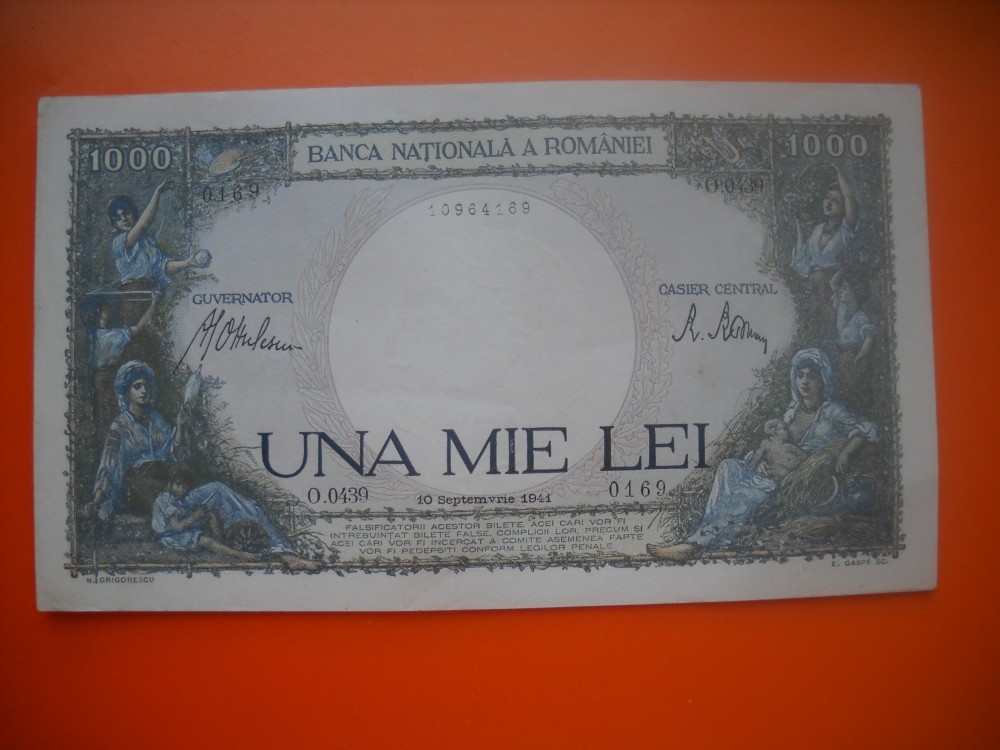 1000
BANCA NAȚIONALĂ A ROMÂNIEI
1000
0.169
O.0439
10964169
GUVERNATOR
CASIER CENTRAL
UNA MIE LEI
O.0439
10 Septemvrie 1941
0169
FALSIFICATORII ACESTOR BILETE, ACEI CARI VOR FI
INTREBUINȚAT BILETE FALSE, COMPLICII LOR, PRECUM ȘI
ACEI CARI VOR FI INCERCAT A COMITE ASEMENEA FAPTE
VOR FI PEDEPSIȚI CONFORM LEGILOR PENALE
N. GRIGORESCU
E. GASPÉ SC.